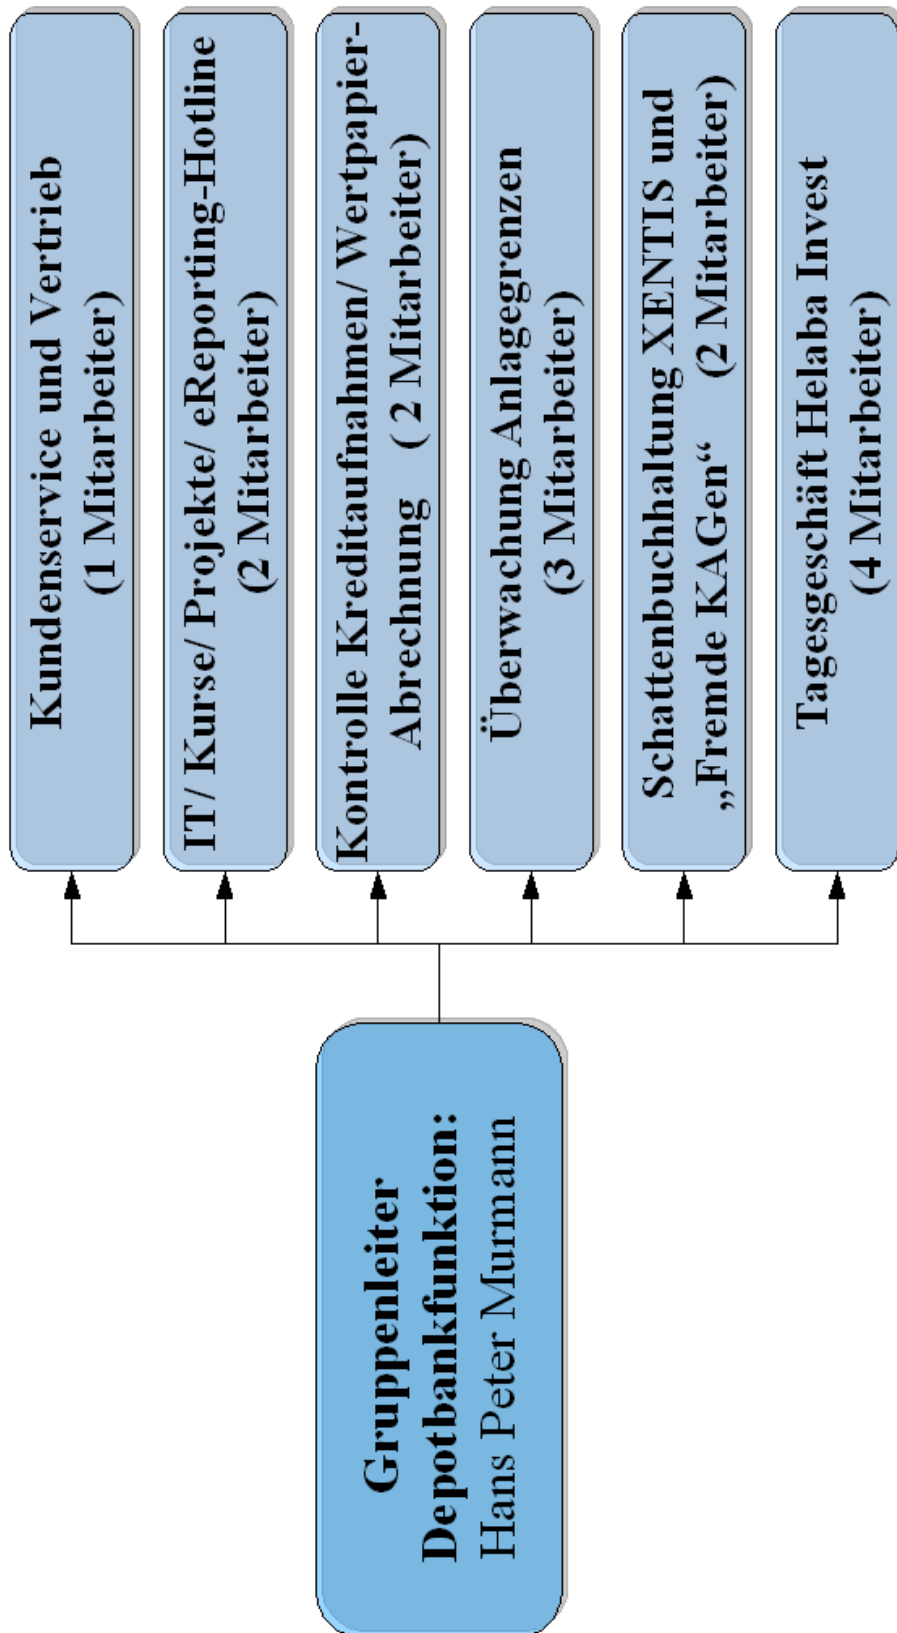 Gruppenleiter
Depotbankfunktion:
Hans Peter Murmann
Kundenservice und Vertrieb
(1 Mitarbeiter)
IT/ Kurse/ Projekte/ eReporting-Hotline
(2 Mitarbeiter)
Kontrolle Kreditaufnahmen/ Wertpapier-
Abrechnung ( 2 Mitarbeiter)
Überwachung Anlagegrenzen
(3 Mitarbeiter)
Schattenbuchhaltung XENTIS und
„Fremde KAGen“ (2 Mitarbeiter)
Tagesgeschäft Helaba Invest
(4 Mitarbeiter)